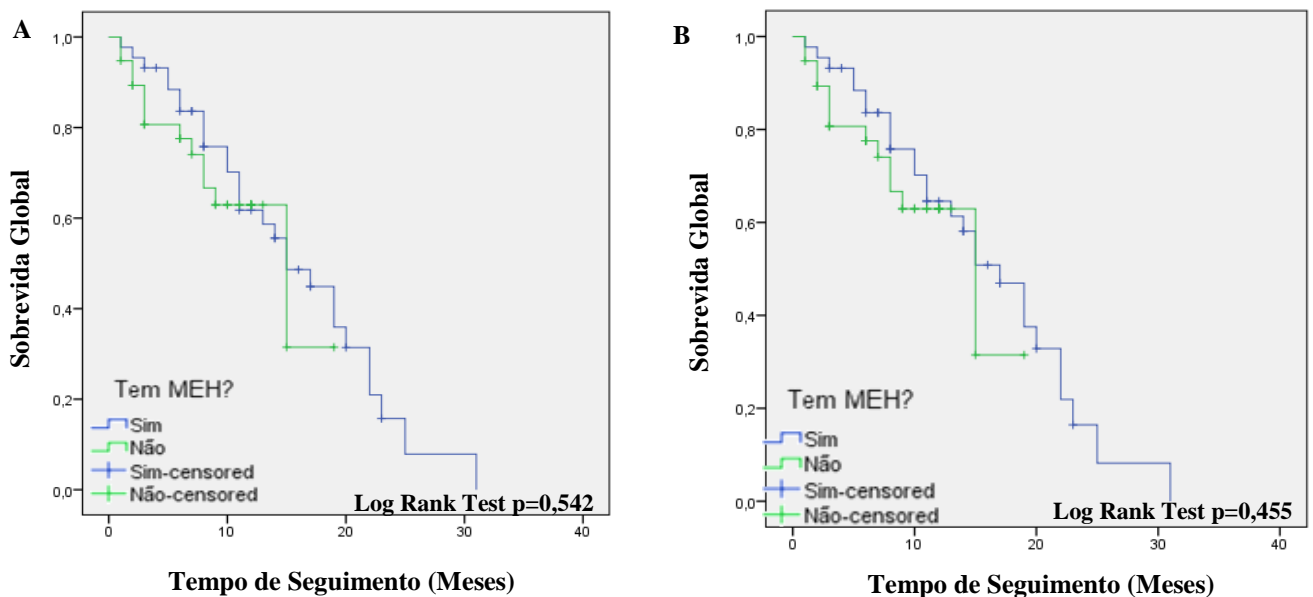 A
Sobrevida Global
1,0
0,8
0,6
0,4
0,2
0,0
Tem MEH?
Sim
Não
Sim-censored
Não-censored
Log Rank Test p=0,542
0 10 20 30 40
Tempo de Seguimento (Meses)
B
Sobrevida Global
1,0
0,8
0,6
0,4
0,2
0,0
Tem MEH?
Sim
Não
Sim-censored
Não-censored
Log Rank Test p=0,455
0 10 20 30 40
Tempo de Seguimento (Meses)